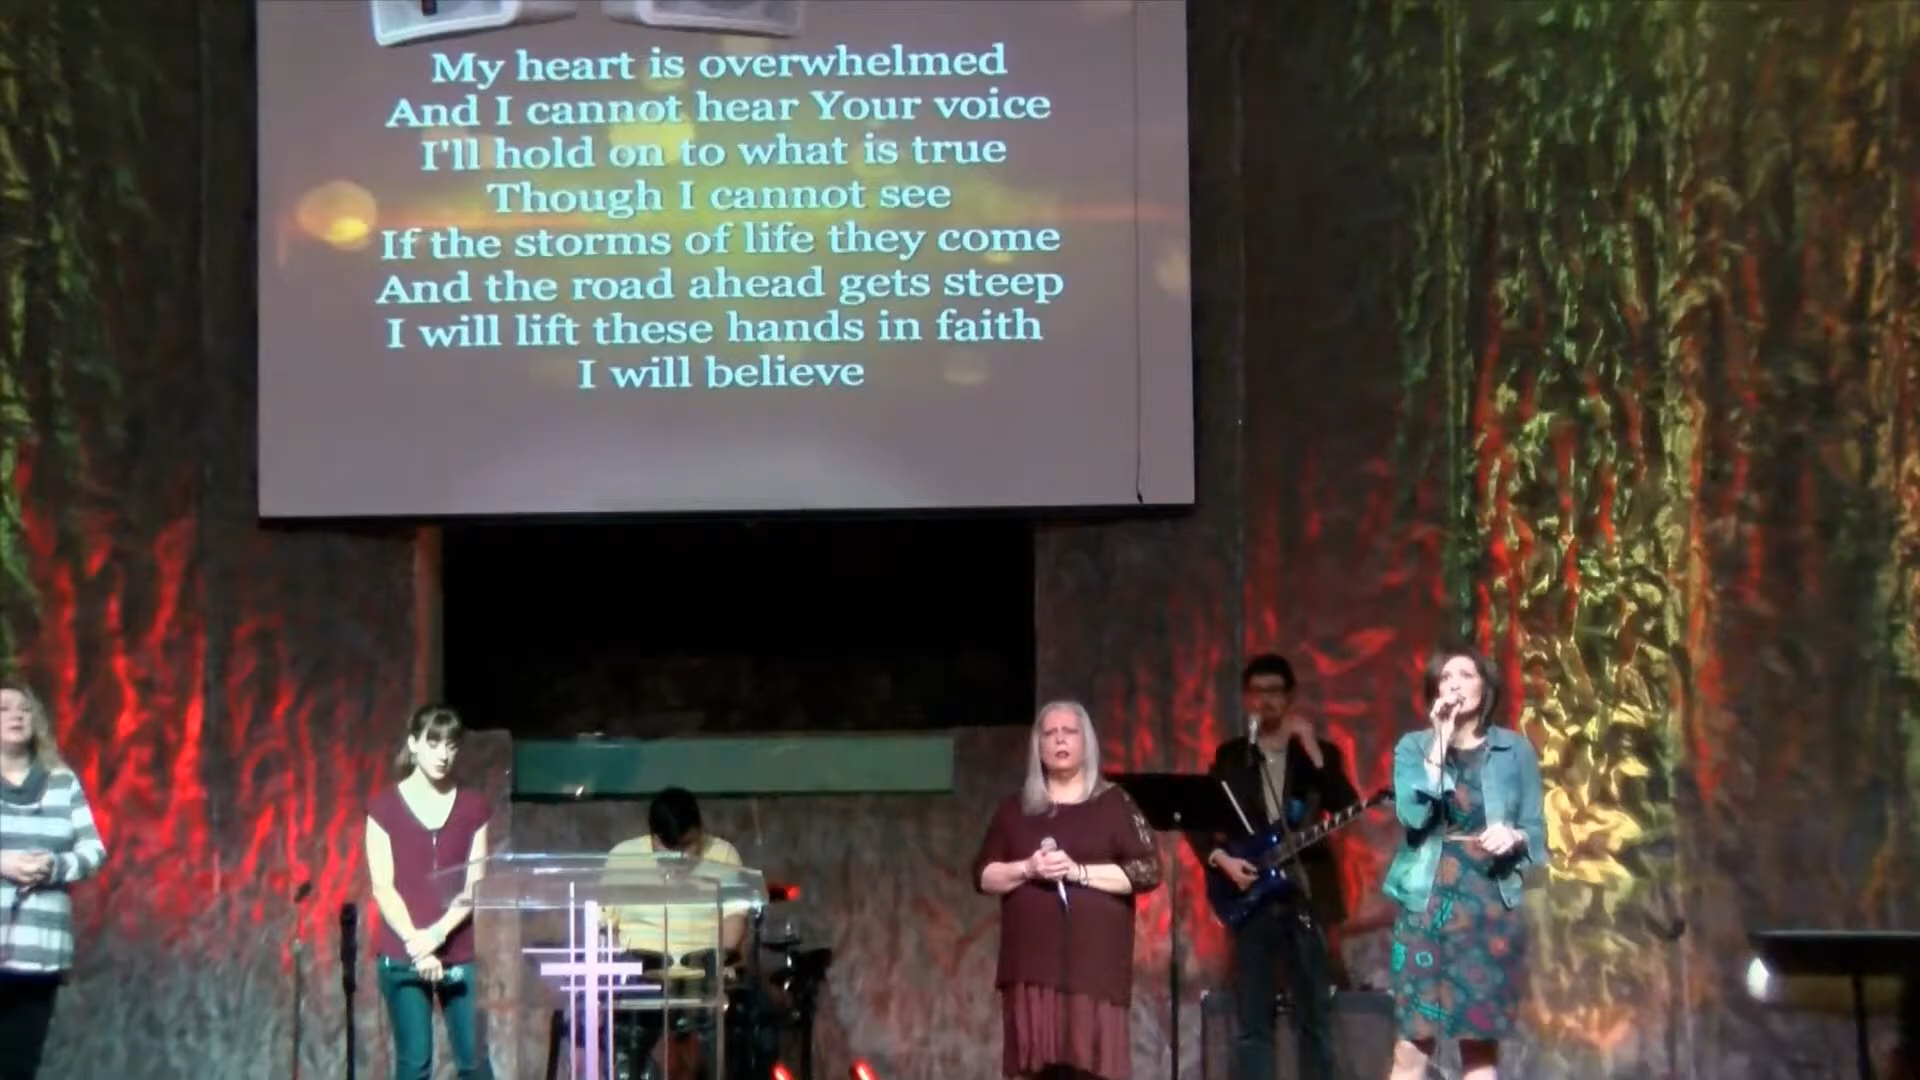 My heart is overwhelmed
And I cannot hear Your voice
I'll hold on to what is true
Though I cannot see
If the storms of life they come
And the road ahead gets steep
I will lift these hands in faith
I will believe